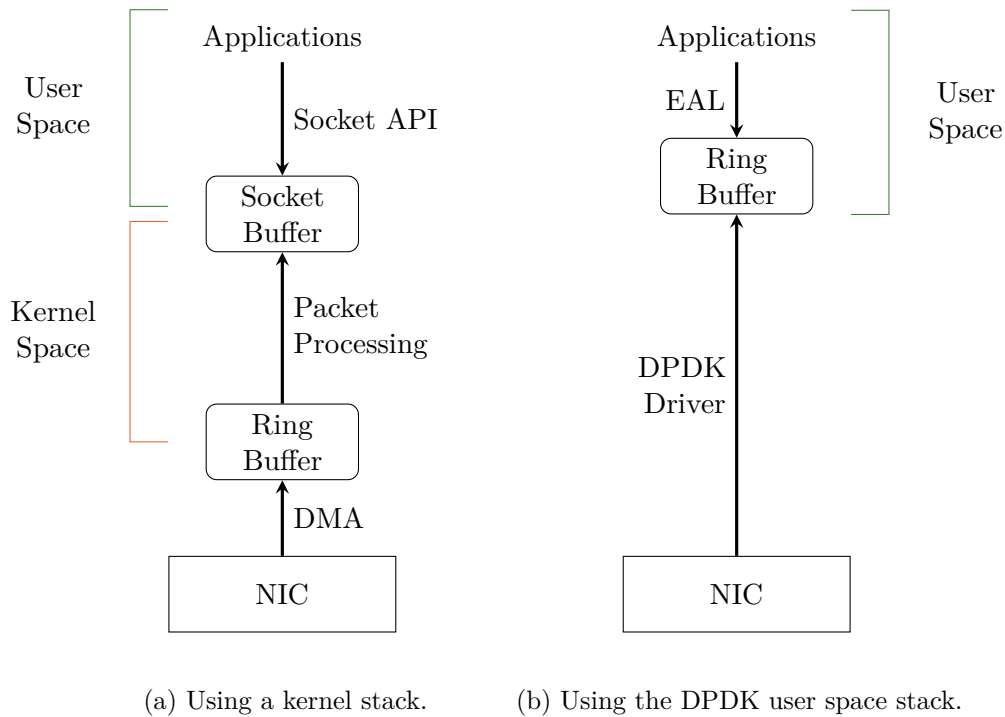 Applications
User
Space
Socket API
Socket
Buffer
Kernel
Space
Packet
Processing
Ring
Buffer
DMA
NIC
(a) Using a kernel stack.
Applications
EAL
User
Space
Ring
Buffer
DPDK
Driver
NIC
(b) Using the DPDK user space stack.